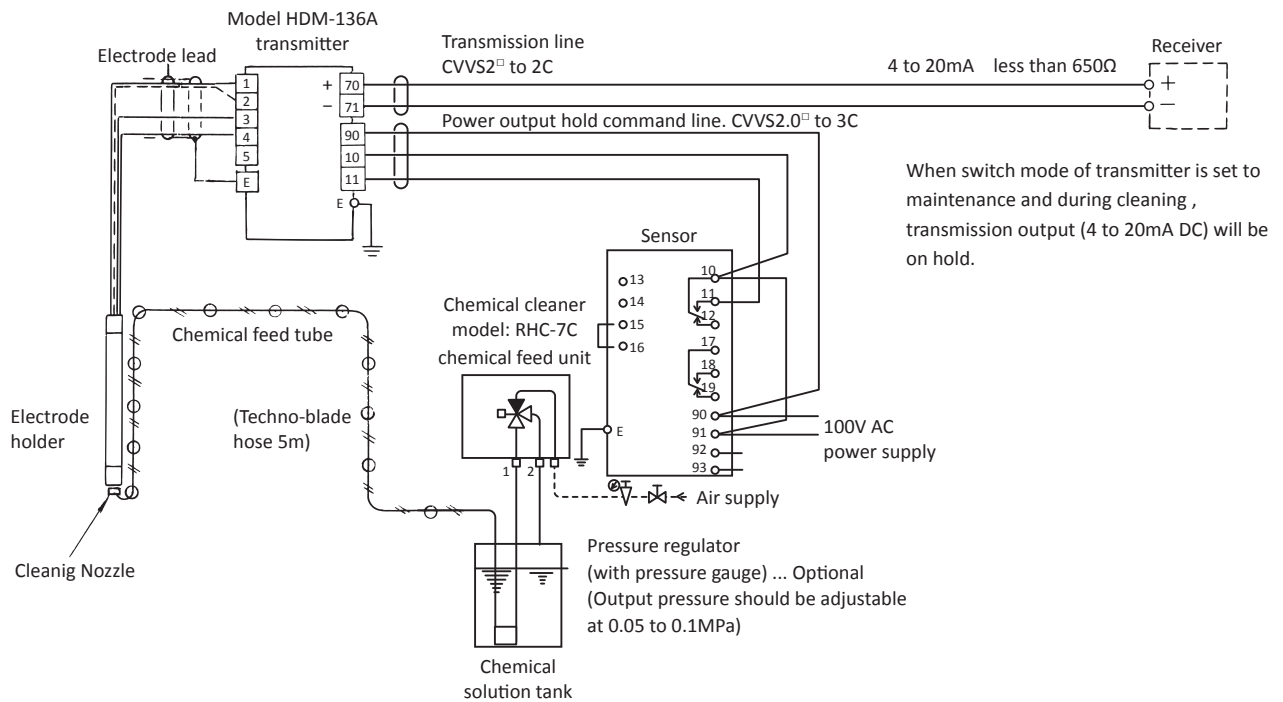 Model HDM-136A
transmitter
Electrode lead
1
2
3
4
5
E
+ 70
− 71
90
10
11
E
Transmission line
CVVS2□ to 2C
4 to 20mA less than 650Ω
Receiver
+
−
Power output hold command line. CVVS2.0□ to 3C
When switch mode of transmitter is set to
maintenance and during cleaning ,
transmission output (4 to 20mA DC) will be
on hold.
Sensor
13
14
15
16
E
10
11
12
17
18
19
90
91
92
93
100V AC
power supply
Chemical cleaner
model: RHC-7C
chemical feed unit
1 2
Air supply
Chemical feed tube
(Techno-blade
hose 5m)
Electrode
holder
Cleanig Nozzle
Pressure regulator
(with pressure gauge) ... Optional
(Output pressure should be adjustable
at 0.05 to 0.1MPa)
Chemical
solution tank